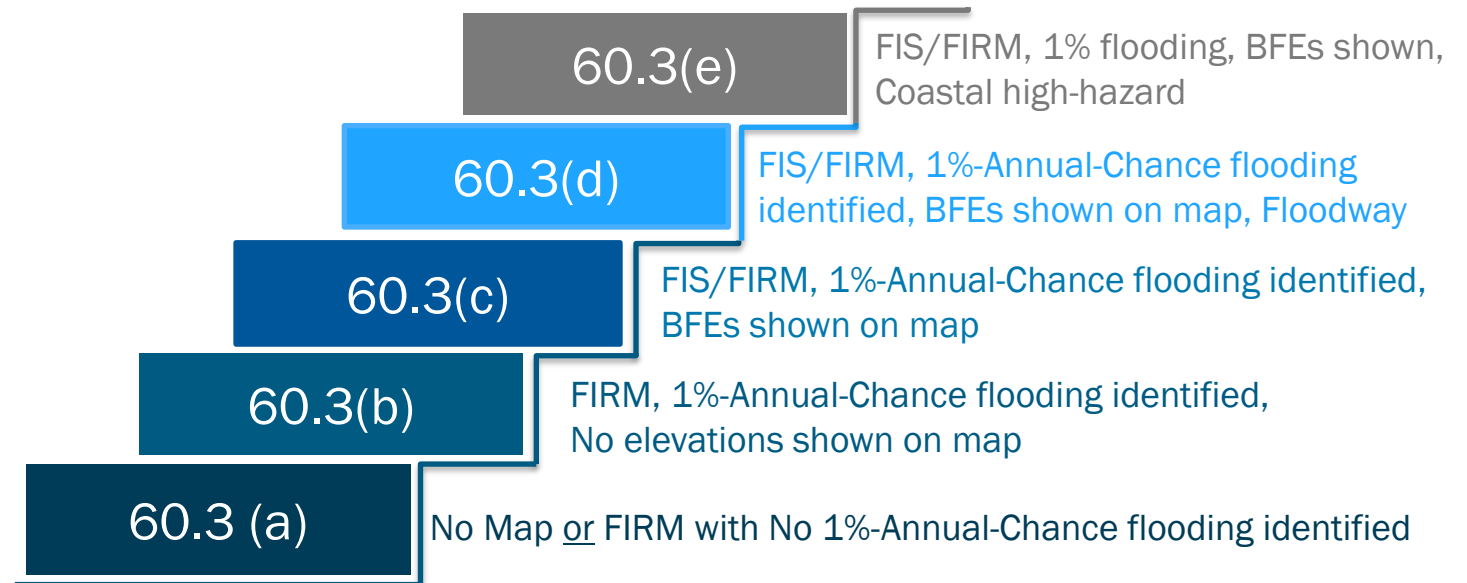 60.3(e)
FIS/FIRM, 1% flooding, BFEs shown,
Coastal high-hazard
60.3(d)
FIS/FIRM, 1%-Annual-Chance flooding
identified, BFEs shown on map, Floodway
60.3(c)
FIS/FIRM, 1%-Annual-Chance flooding identified,
BFEs shown on map
60.3(b)
FIRM, 1%-Annual-Chance flooding identified,
No elevations shown on map
60.3 (a)
No Map or FIRM with No 1%-Annual-Chance flooding identified